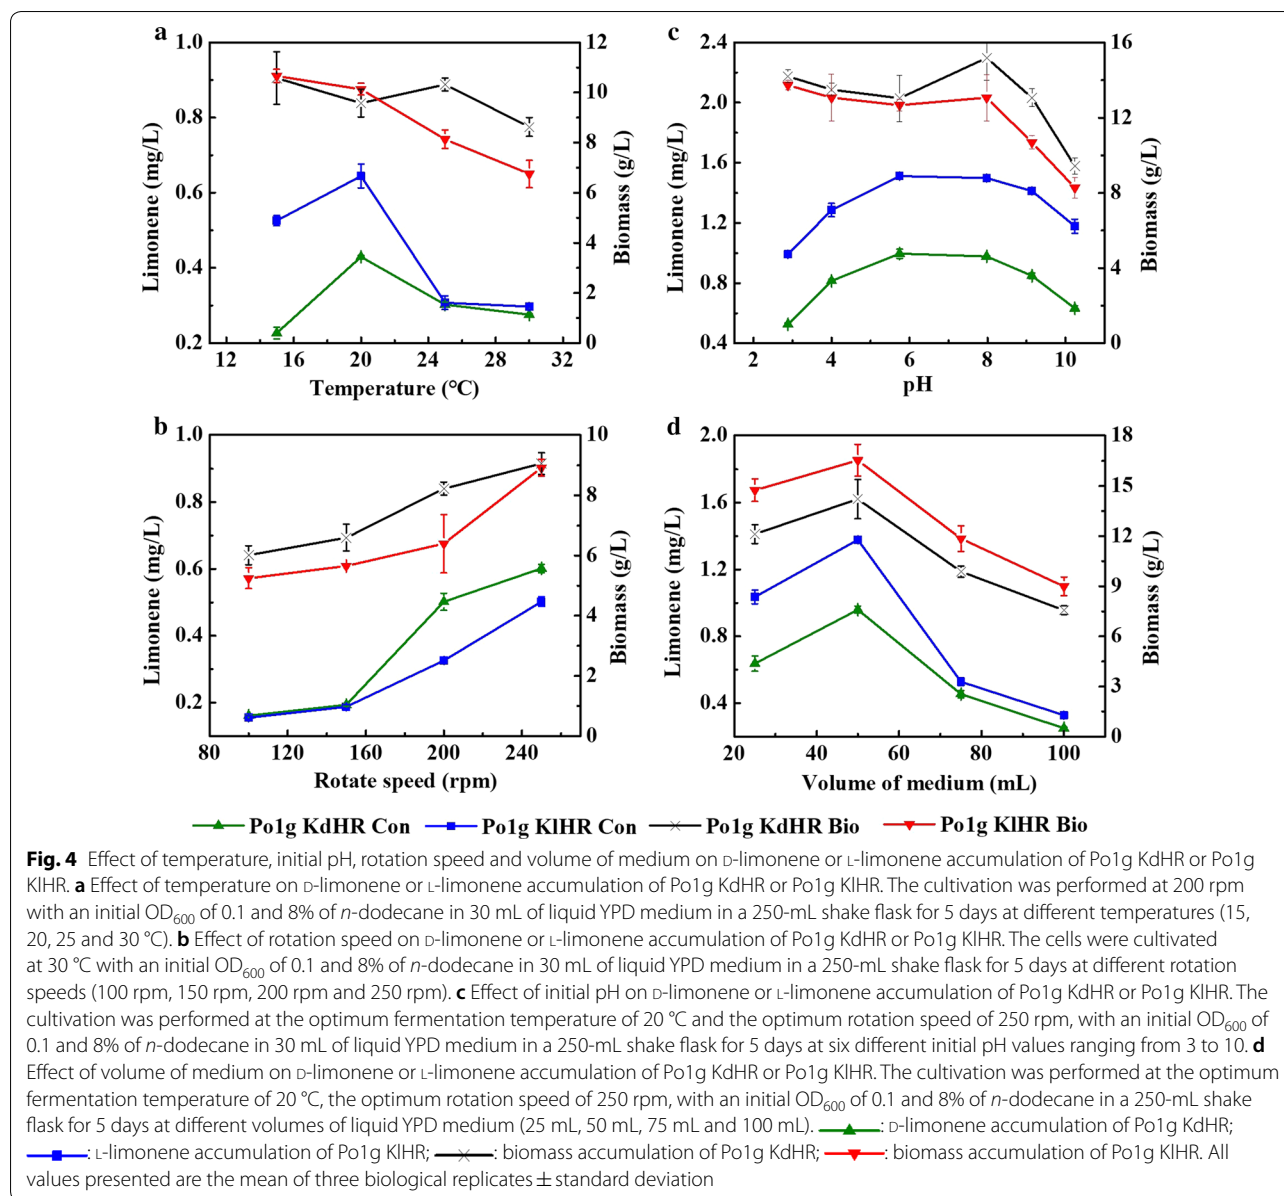 a
1.0
0.8
0.6
0.4
0.2
Limonene (mg/L)
12
10
8
6
4
2
0
Biomass (g/L)
12 16 20 24 28 32
Temperature (°C)
c
2.4
2.0
1.6
1.2
0.8
0.4
Limonene (mg/L)
16
12
8
4
0
Biomass (g/L)
2 4 6 8 10
pH
b
1.0
0.8
0.6
0.4
0.2
Limonene (mg/L)
10
8
6
4
2
0
Biomass (g/L)
80 120 160 200 240
Rotate speed (rpm)
d
2.0
1.6
1.2
0.8
0.4
Limonene (mg/L)
18
15
12
9
6
3
0
Biomass (g/L)
20 40 60 80 100
Volume of medium (mL)
Po1g KdHR Con Po1g KlHR Con Po1g KdHR Bio Po1g KlHR Bio
Fig. 4 Effect of temperature, initial pH, rotation speed and volume of medium on D-limonene or L-limonene accumulation of Po1g KdHR or Po1g
KlHR. a Effect of temperature on D-limonene or L-limonene accumulation of Po1g KdHR or Po1g KlHR. The cultivation was performed at 200 rpm
with an initial OD600 of 0.1 and 8% of n-dodecane in 30 mL of liquid YPD medium in a 250-mL shake flask for 5 days at different temperatures (15,
20, 25 and 30 °C). b Effect of rotation speed on D-limonene or L-limonene accumulation of Po1g KdHR or Po1g KlHR. The cells were cultivated
at 30 °C with an initial OD600 of 0.1 and 8% of n-dodecane in 30 mL of liquid YPD medium in a 250-mL shake flask for 5 days at different rotation
speeds (100 rpm, 150 rpm, 200 rpm and 250 rpm). c Effect of initial pH on D-limonene or L-limonene accumulation of Po1g KdHR or Po1g KlHR. The
cultivation was performed at the optimum fermentation temperature of 20 °C and the optimum rotation speed of 250 rpm, with an initial OD600 of
0.1 and 8% of n-dodecane in 30 mL of liquid YPD medium in a 250-mL shake flask for 5 days at six different initial pH values ranging from 3 to 10. d
Effect of volume of medium on D-limonene or L-limonene accumulation of Po1g KdHR or Po1g KlHR. The cultivation was performed at the optimum
fermentation temperature of 20 °C, the optimum rotation speed of 250 rpm, with an initial OD600 of 0.1 and 8% of n-dodecane in a 250-mL shake
flask for 5 days at different volumes of liquid YPD medium (25 mL, 50 mL, 75 mL and 100 mL). : D-limonene accumulation of Po1g KdHR;
: L-limonene accumulation of Po1g KlHR; : biomass accumulation of Po1g KdHR; : biomass accumulation of Po1g KlHR. All
values presented are the mean of three biological replicates ± standard deviation